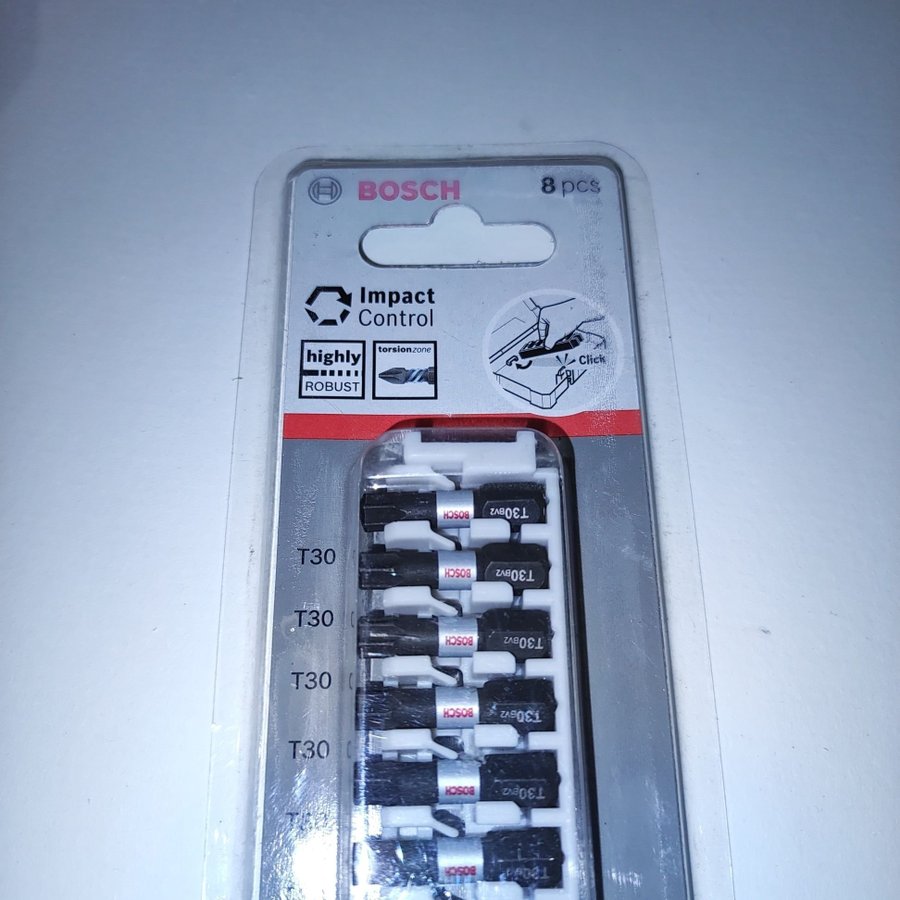 BOSCH
8 pcs
Impact
Control
highly
ROBUST
torsionzone
Click
BOSCH T30BV2
T30
BOSCH T30BV2
T30
BOSCH T30BV2
T30
BOSCH T30BV2
T30
BOSCH T30
BOSCH